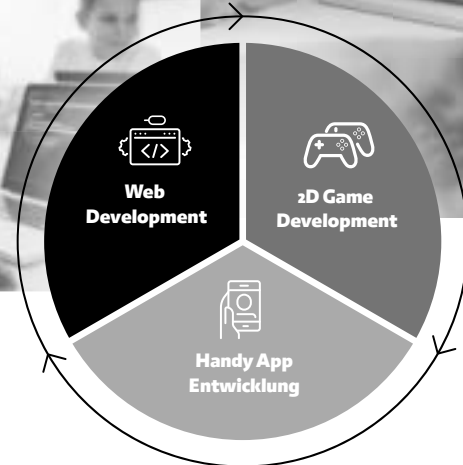 Web
Development
2D Game
Development
Handy App
Entwicklung